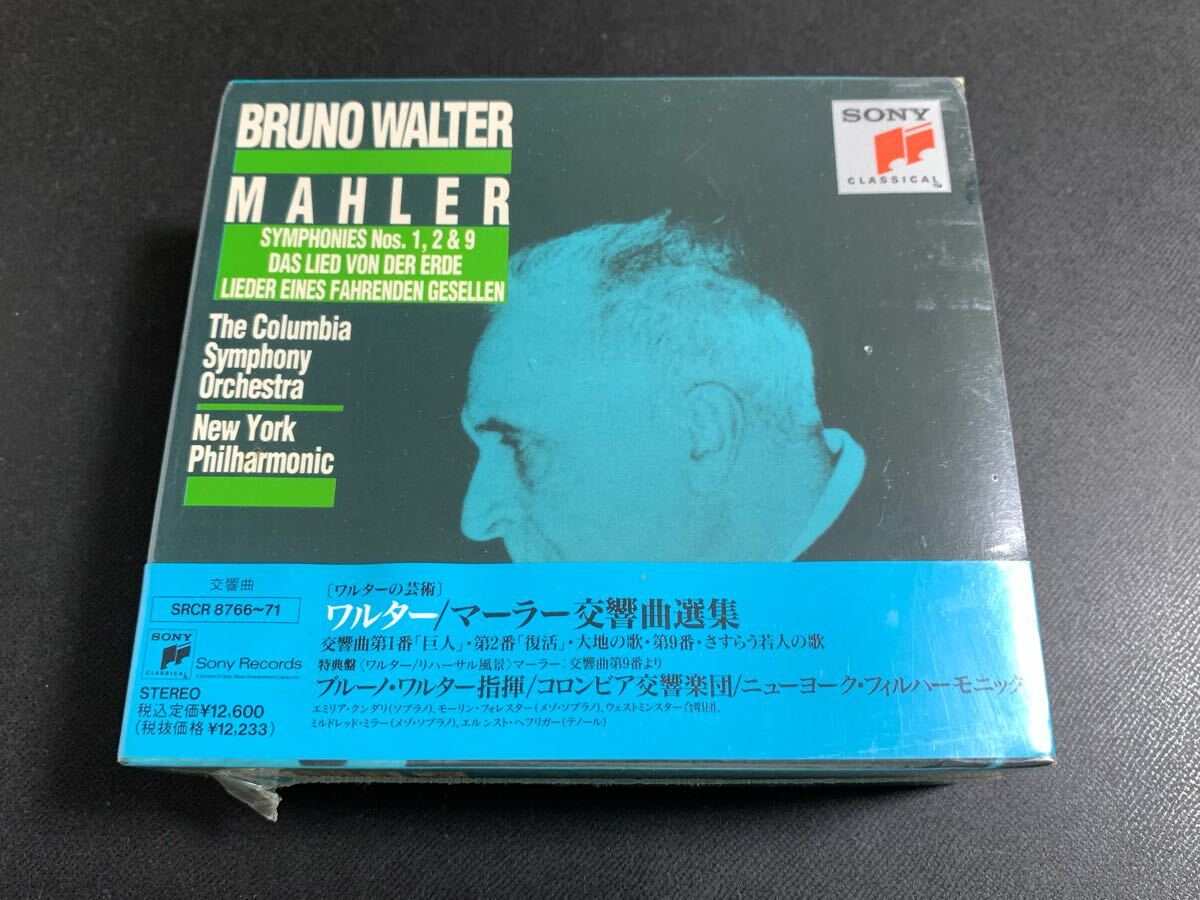 BRUNO WALTER
MAHLER
SYMPHONIES Nos. 1, 2 & 9
DAS LIED VON DER ERDE
LIEDER EINES FAHRENDEN GESELLEN
The Columbia
Symphony
Orchestra
New York
Philharmonic
SONY
CLASSICAL™
交響曲
SRCR 8766~71
SONY
CLASSICAL
Sony Records
STEREO
税込定価¥12,600
(税抜価格¥12,233)
〔ワルターの芸術〕
ワルター/マーラー交響曲選集
交響曲第1番「巨人」・第2番「復活」・大地の歌・第9番・さすらう若人の歌
特典盤〈ワルター/リハーサル風景〉マーラー:交響曲第9番より
ブルーノ・ワルター指揮/コロンビア交響楽団/ニューヨーク・フィルハーモニック
エミリア・クンダリ(ソプラノ)、モーリン・フォレスター(メゾ・ソプラノ)、ウェストミンスター合唱団、
ミルドレッド・ミラー(メゾ・ソプラノ)、エルンスト・ヘフリガー(テノール)